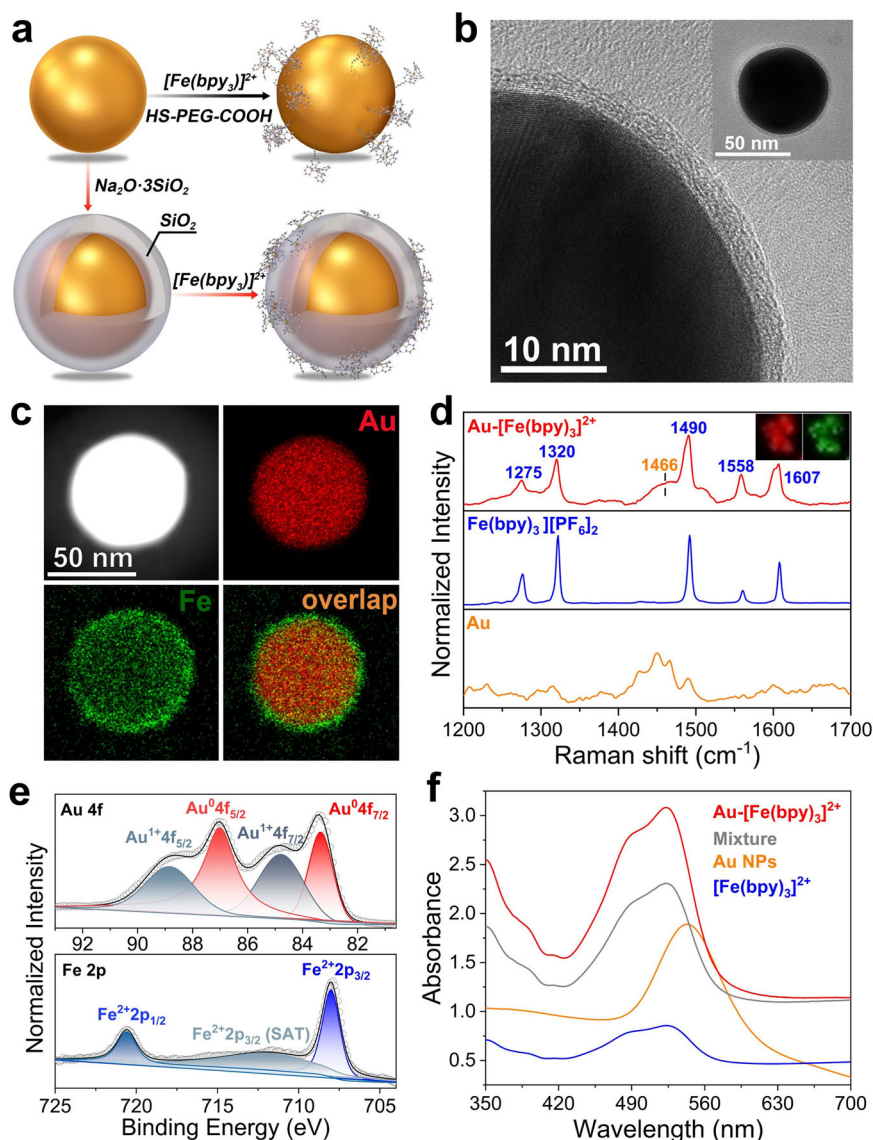 a
[Fe(bpy₃)]²⁺
HS-PEG-COOH
Na₂O·3SiO₂
SiO₂
[Fe(bpy₃)]²⁺
b
50 nm
10 nm
c
Au
50 nm
Fe
overlap
d
Au-[Fe(bpy)₃]²⁺
1275
1320
1466
1490
1558
1607
Fe(bpy)₃][PF₆]₂
Au
Normalized Intensity
1200 1300 1400 1500 1600 1700
Raman shift (cm⁻¹)
e
Au 4f
Au¹⁺4f₅/₂
Au⁰4f₅/₂
Au¹⁺4f₇/₂
Au⁰4f₇/₂
92 90 88 86 84 82
Fe 2p
Fe²⁺2p₁/₂
Fe²⁺2p₃/₂ (SAT)
Fe²⁺2p₃/₂
Normalized Intensity
725 720 715 710 705
Binding Energy (eV)
f
Au-[Fe(bpy)₃]²⁺
Mixture
Au NPs
[Fe(bpy)₃]²⁺
Absorbance
3.0
2.5
2.0
1.5
1.0
0.5
350 420 490 560 630 700
Wavelength (nm)